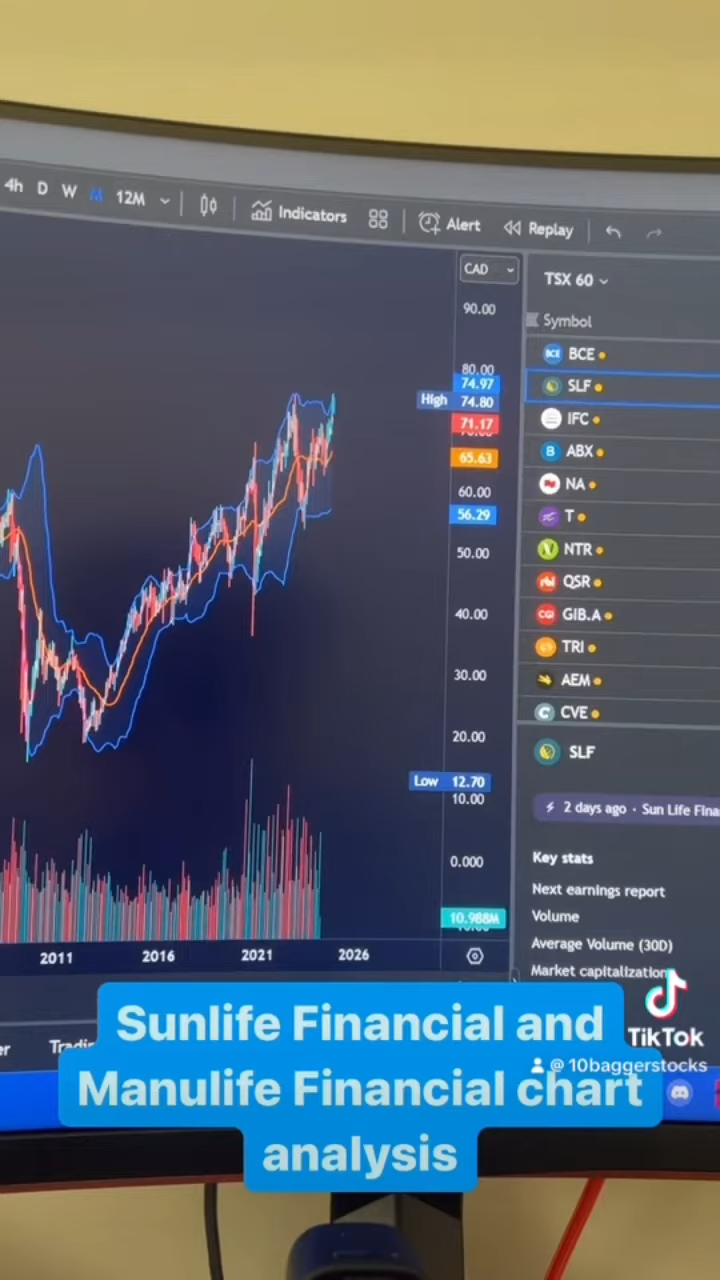 4h D W M 12M Indicators Alert Replay
CAD
TSX 60
Symbol
90.00
80.00
74.97
High 74.80
71.17
65.63
60.00
56.29
50.00
40.00
30.00
20.00
Low 12.70
10.00
0.000
10.988M
2011 2016 2021 2026
BCE BCE
SLF
IFC
B ABX
NA
T
NTR
QSR
CGI GIB.A
TRI
AEM
C CVE
SLF
2 days ago · Sun Life Fina
Key stats
Next earnings report
Volume
Average Volume (30D)
Market capitalization
er Tradin
Sunlife Financial and
Manulife Financial chart
analysis
TikTok
@10baggerstocks